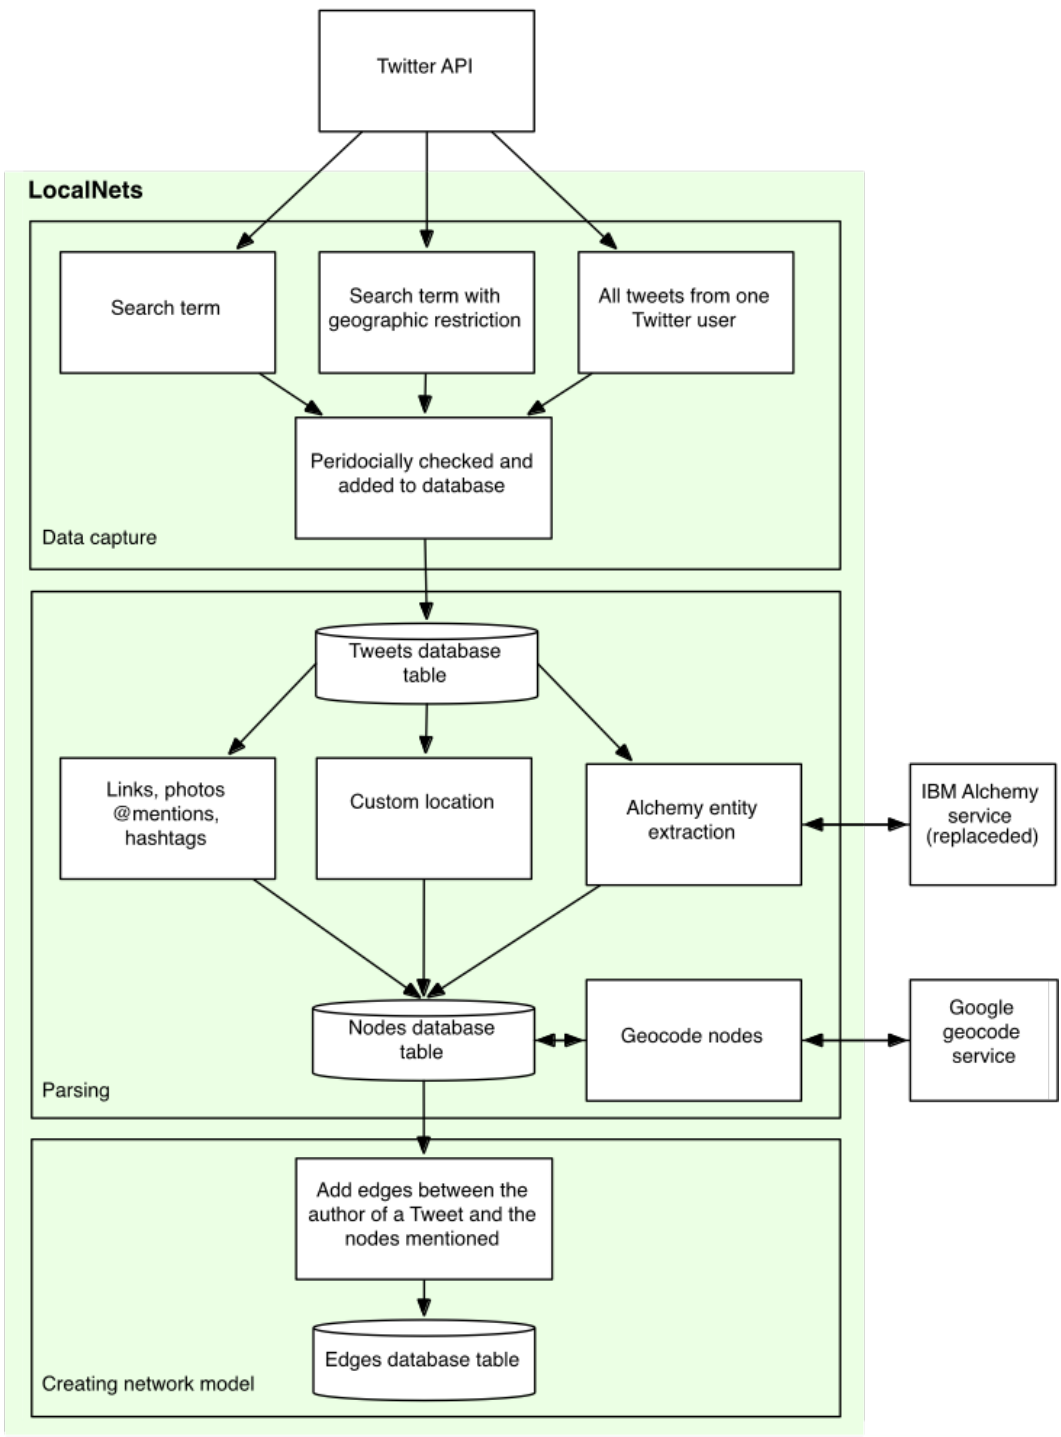 Twitter API
LocalNets
Search term
Search term with
geographic restriction
All tweets from one
Twitter user
Peridocially checked and
added to database
Data capture
Tweets database
table
Links, photos
@mentions,
hashtags
Custom location
Alchemy entity
extraction
IBM Alchemy
service
(replaceded)
Nodes database
table
Geocode nodes
Google
geocode
service
Parsing
Add edges between the
author of a Tweet and the
nodes mentioned
Edges database table
Creating network model